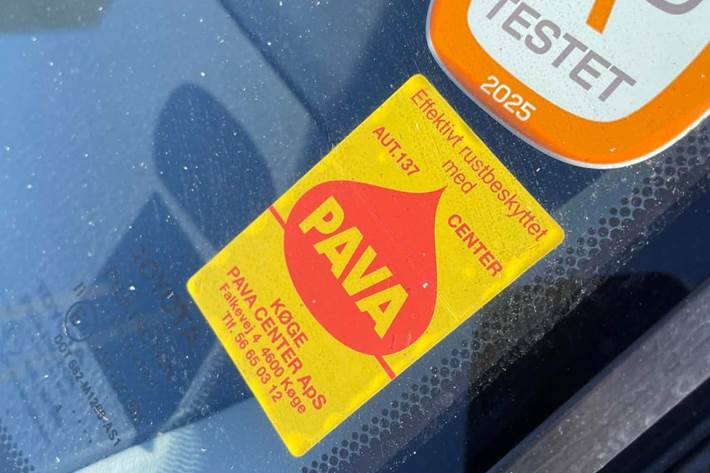 TESTET
2025
Effektivt rustbeskyttet
med
AUT.137
CENTER
PAVA
KØGE
PAVA CENTER ApS
Falkevej 4 4600 Køge
Tlf. 56 65 03 12
TOYOTA